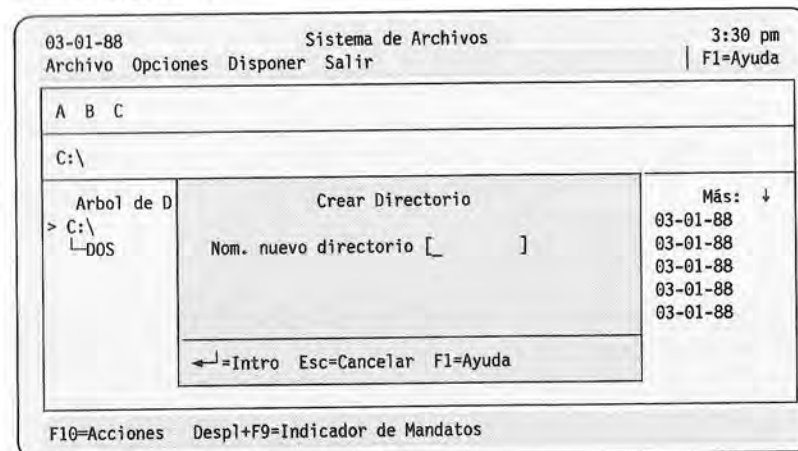 03-01-88 Sistema de Archivos 3:30 pm
Archivo Opciones Disponer Salir | F1=Ayuda
A B C
C:\
Arbol de D Crear Directorio Más: ↓
> C:\ 03-01-88
└─DOS Nom. nuevo directorio [_ ] 03-01-88
03-01-88
03-01-88
03-01-88
◄─┘=Intro Esc=Cancelar F1=Ayuda
F10=Acciones Despl+F9=Indicador de Mandatos